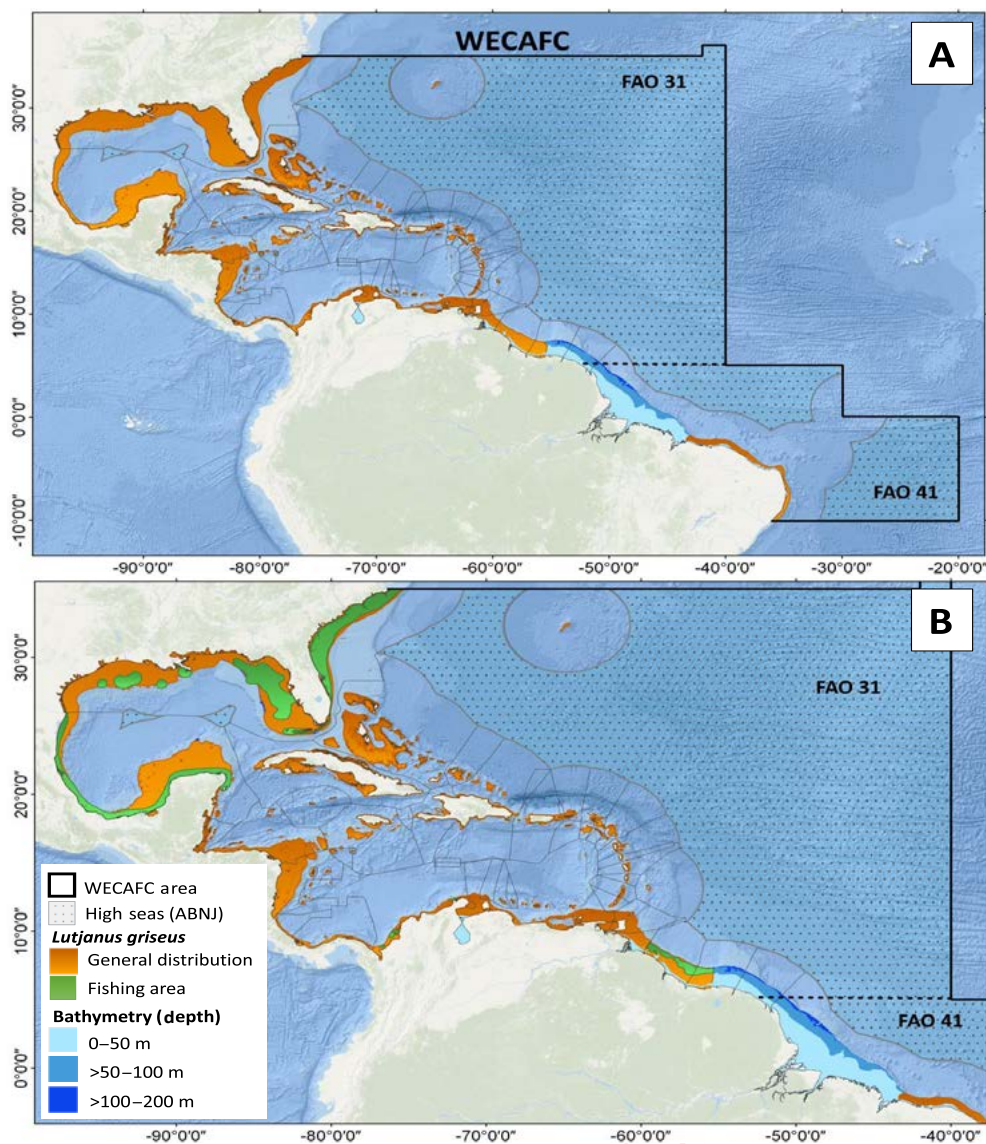 WECAFC
A
FAO 31
30°0'0"
20°0'0"
10°0'0"
0°0'0"
-10°0'0"
FAO 41
-90°0'0"
-80°0'0"
-70°0'0"
-60°0'0"
-50°0'0"
-40°0'0"
-30°0'0"
-20°0'0"
B
30°0'0"
FAO 31
20°0'0"
10°0'0"
0°0'0"
WECAFC area
High seas (ABNJ)
Lutjanus griseus
General distribution
Fishing area
Bathymetry (depth)
0–50 m
>50–100 m
>100–200 m
FAO 41
-90°0'0"
-80°0'0"
-70°0'0"
-60°0'0"
-50°0'0"
-40°0'0"